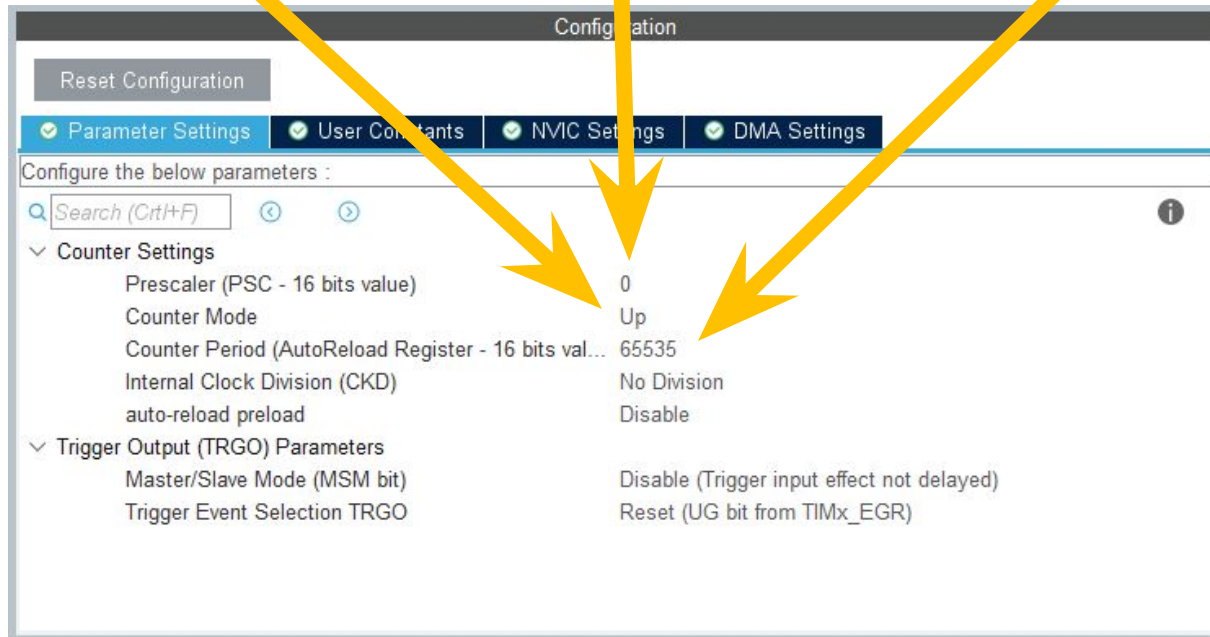 Configuration
Reset Configuration
Parameter Settings User Constants NVIC Settings DMA Settings
Configure the below parameters :
Search (Crtl+F)
Counter Settings
Prescaler (PSC - 16 bits value) 0
Counter Mode Up
Counter Period (AutoReload Register - 16 bits val... 65535
Internal Clock Division (CKD) No Division
auto-reload preload Disable
Trigger Output (TRGO) Parameters
Master/Slave Mode (MSM bit) Disable (Trigger input effect not delayed)
Trigger Event Selection TRGO Reset (UG bit from TIMx_EGR)